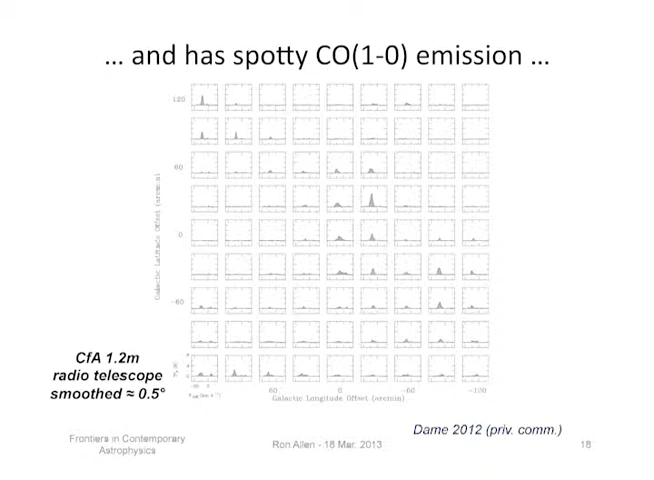 ... and has spotty CO(1-0) emission ...
120
60
0
-60
Galactic Latitude Offset (arcmin)
60
0
-60
-120
Galactic Longitude Offset (arcmin)
CfA 1.2m
radio telescope
smoothed ≈ 0.5°
Dame 2012 (priv. comm.)
Frontiers in Contemporary
Astrophysics
Ron Allen - 18 Mar. 2013
18